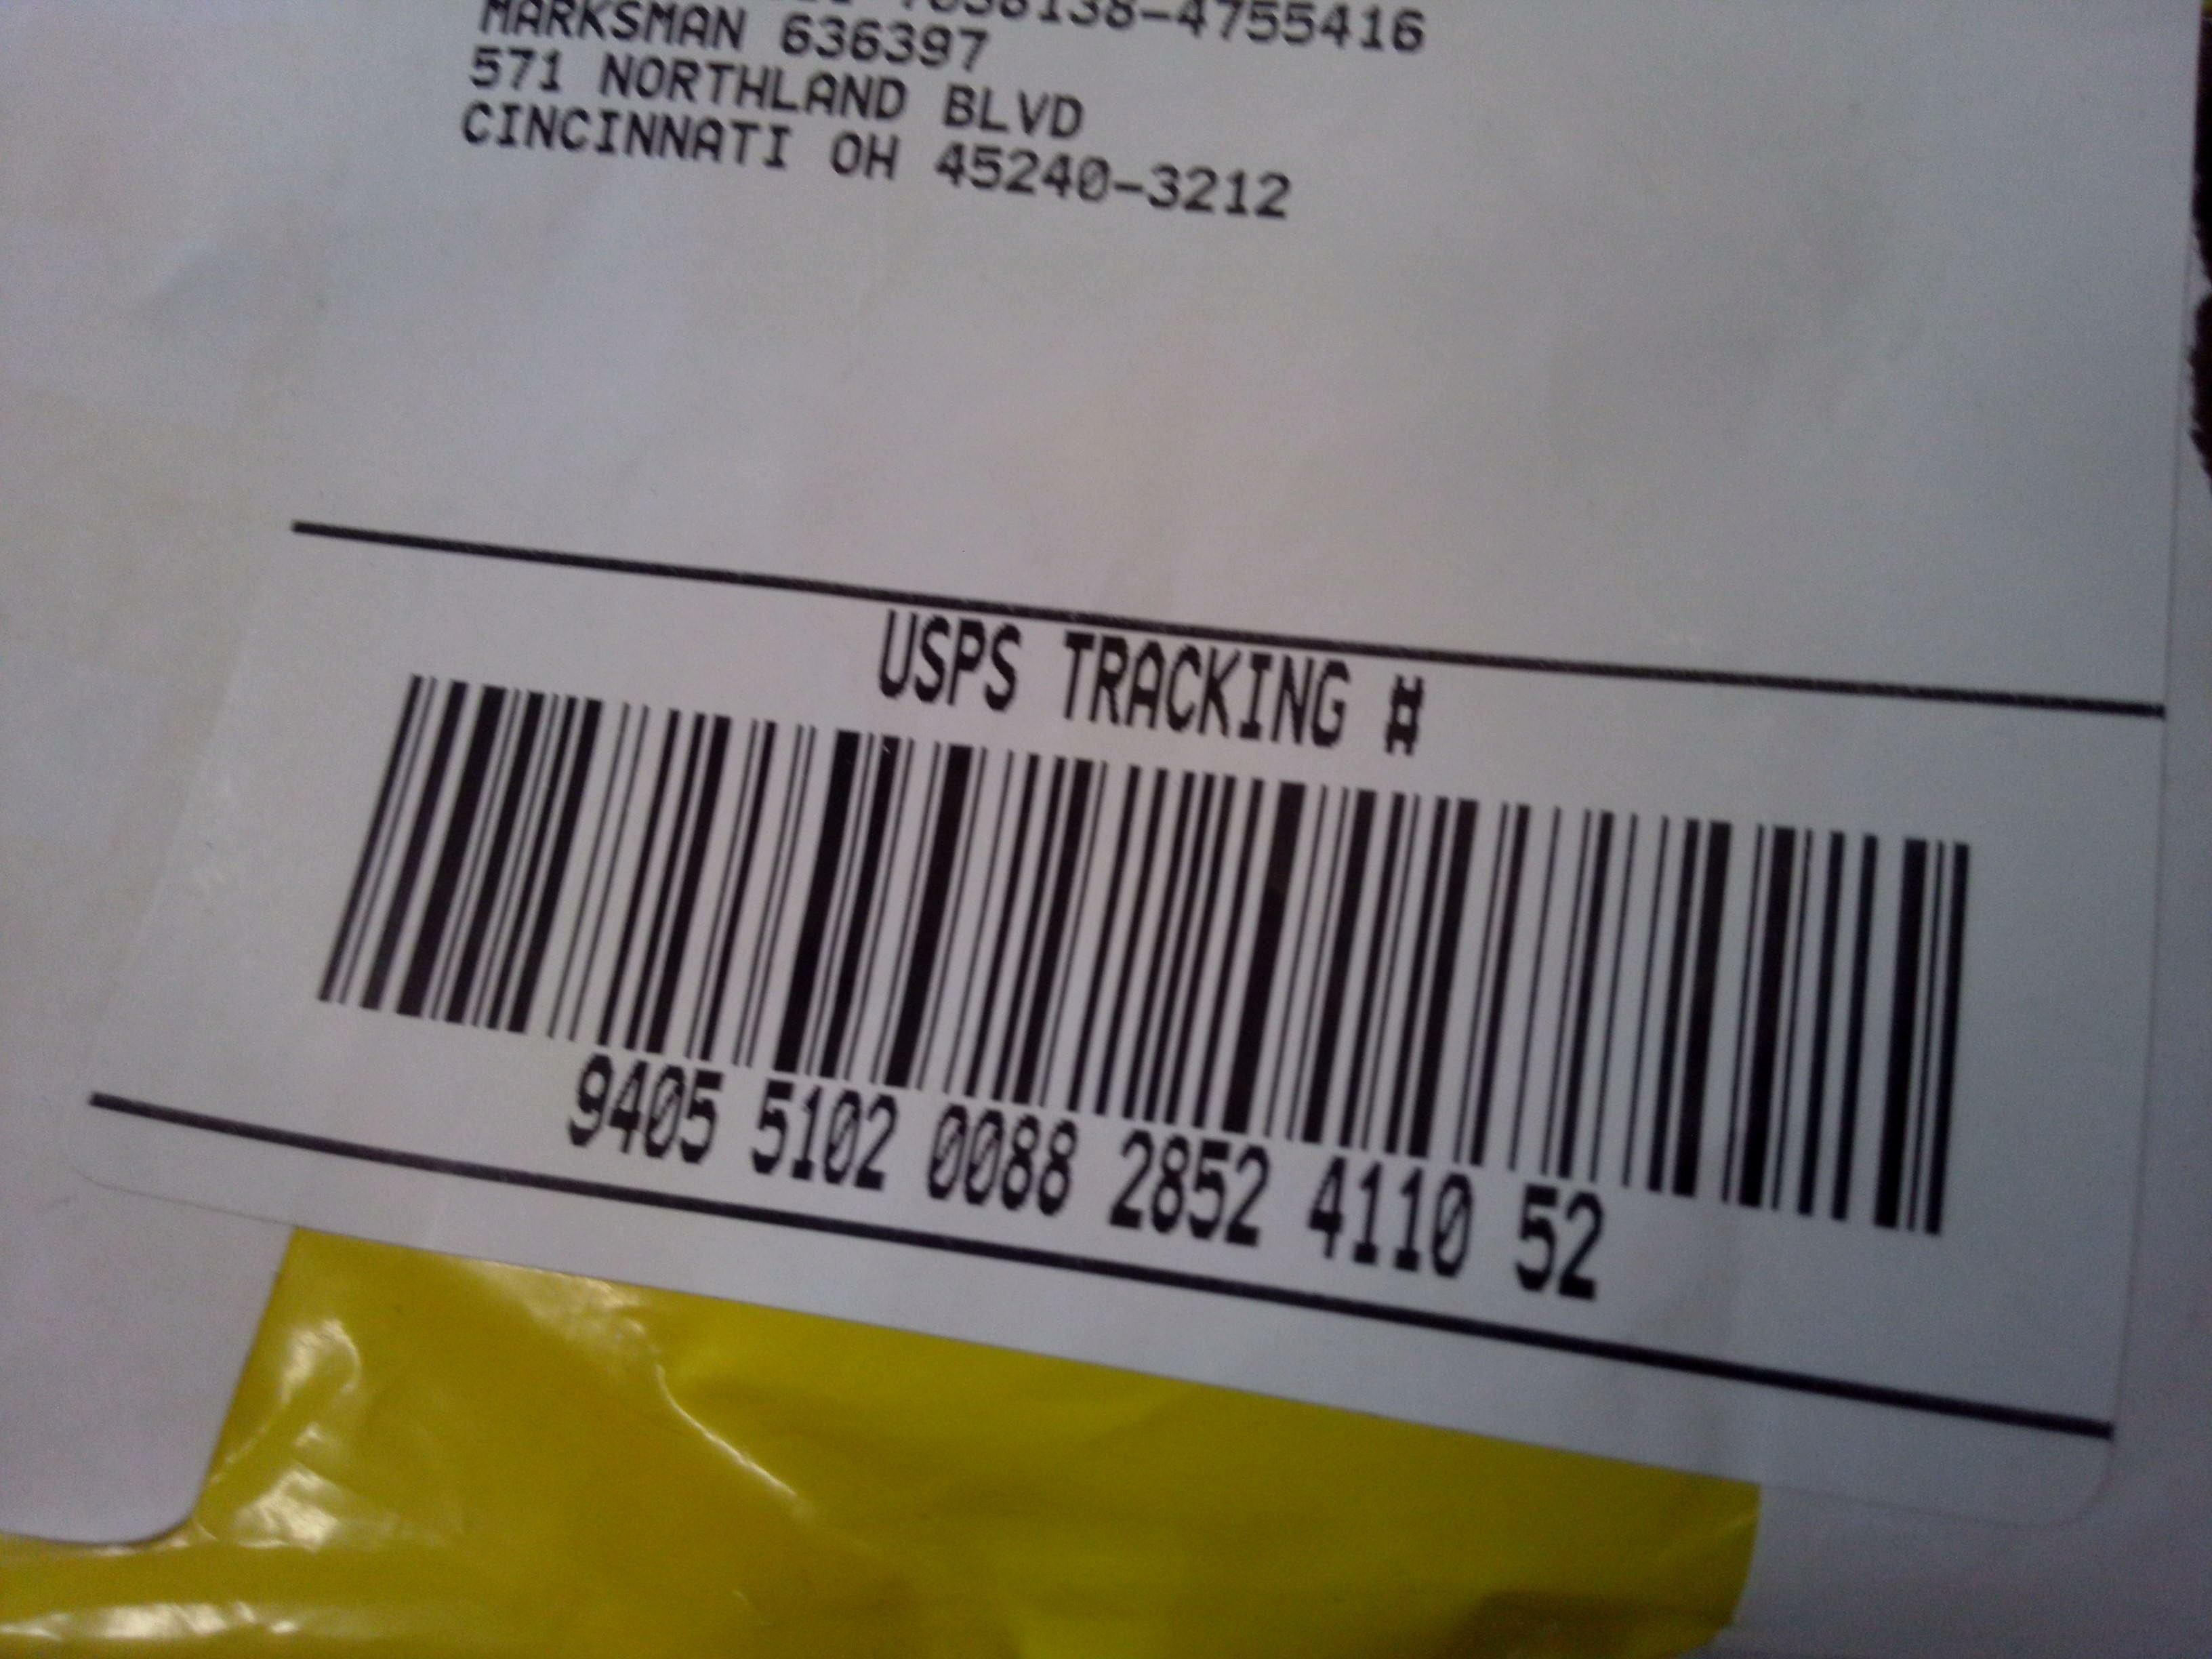 MARKSMAN 636397
571 NORTHLAND BLVD
CINCINNATI OH 45240-3212
USPS TRACKING #
9405 5102 0088 2852 4110 52